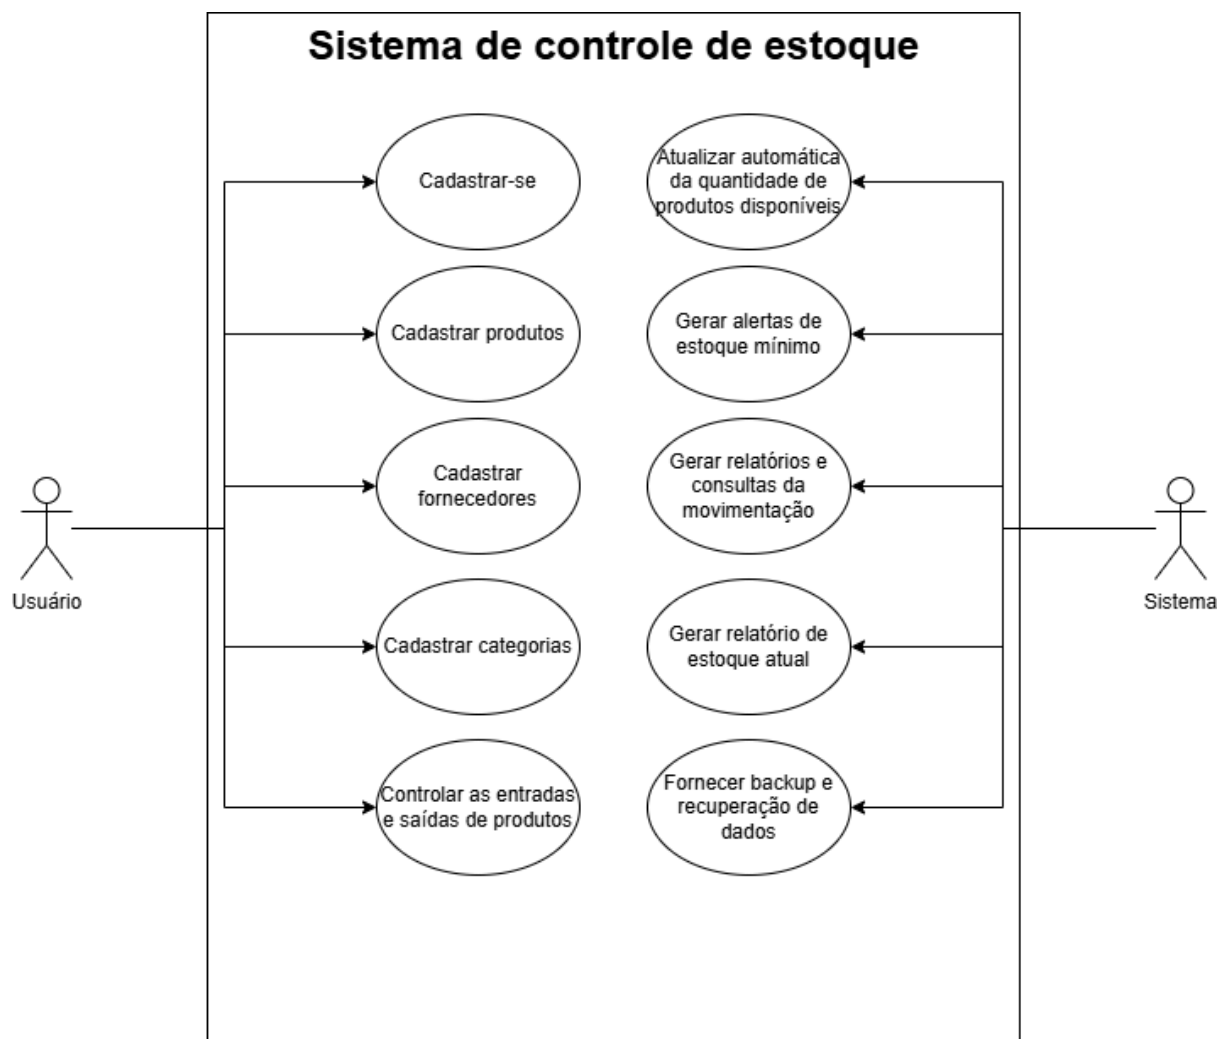 Sistema de controle de estoque
Cadastrar-se
Atualizar automática
da quantidade de
produtos disponíveis
Cadastrar produtos
Gerar alertas de
estoque mínimo
Cadastrar
fornecedores
Gerar relatórios e
consultas da
movimentação
Usuário
Sistema
Cadastrar categorias
Gerar relatório de
estoque atual
Controlar as entradas
e saídas de produtos
Fornecer backup e
recuperação de
dados